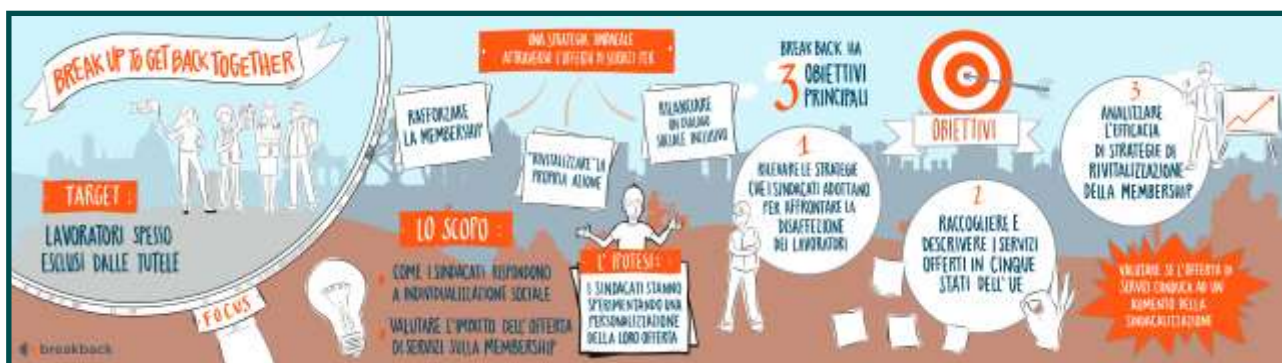 BREAK UP TO GET BACK TOGETHER
TARGET:
LAVORATORI SPESSO
ESCLUSI DALLE TUTELE
FOCUS
breakback
UNA STRATEGIA SINDACALE
ATTRAVERSO L'OFFERTA DI SERVIZI PER
RAFFORZARE
LA MEMBERSHIP
"RIVITALIZZARE" LA
PROPRIA AZIONE
RILANCIARE
UN DIALOGO
SOCIALE INCLUSIVO
LO SCOPO:
COME I SINDACATI RISPONDONO
A INDIVIDUALIZZAZIONE SOCIALE
VALUTARE L'IMPATTO DELL'OFFERTA
DI SERVIZI SULLA MEMBERSHIP
L'IPOTESI:
I SINDACATI STANNO
SPERIMENTANDO UNA
PERSONALIZZAZIONE
DELLA LORO OFFERTA
BREAKBACK HA
3 OBIETTIVI
PRINCIPALI
OBIETTIVI
1
RILEVARE LE STRATEGIE
CHE I SINDACATI ADOTTANO
PER AFFRONTARE LA
DISAFFEZIONE
DEI LAVORATORI
2
RACCOGLIERE E
DESCRIVERE I SERVIZI
OFFERTI IN CINQUE
STATI DELL'UE
3
ANALIZZARE
L'EFFICACIA
DI STRATEGIE DI
RIVITALIZZAZIONE
DELLA MEMBERSHIP
VALUTARE SE L'OFFERTA DI
SERVIZI CONDUCA AD UN
AUMENTO DELLA
SINDACALIZZAZIONE